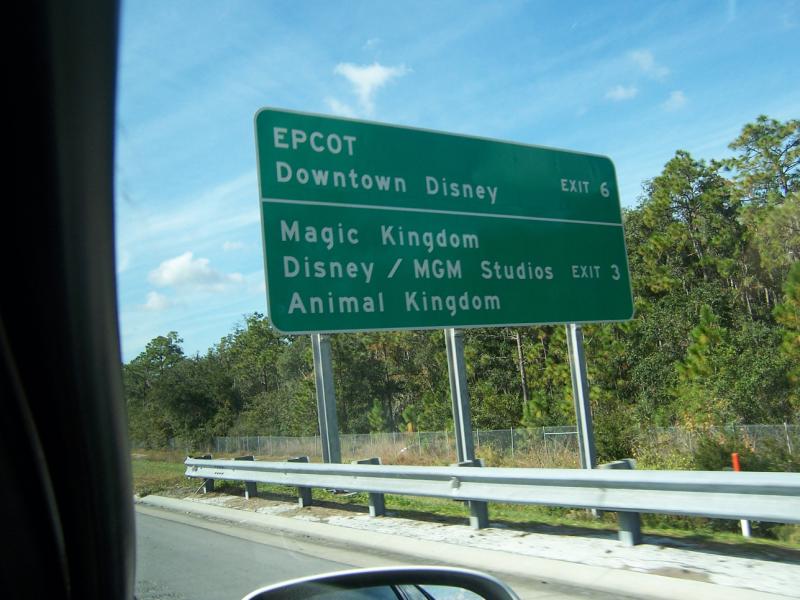 EPCOT
Downtown Disney EXIT 6
Magic Kingdom
Disney / MGM Studios EXIT 3
Animal Kingdom